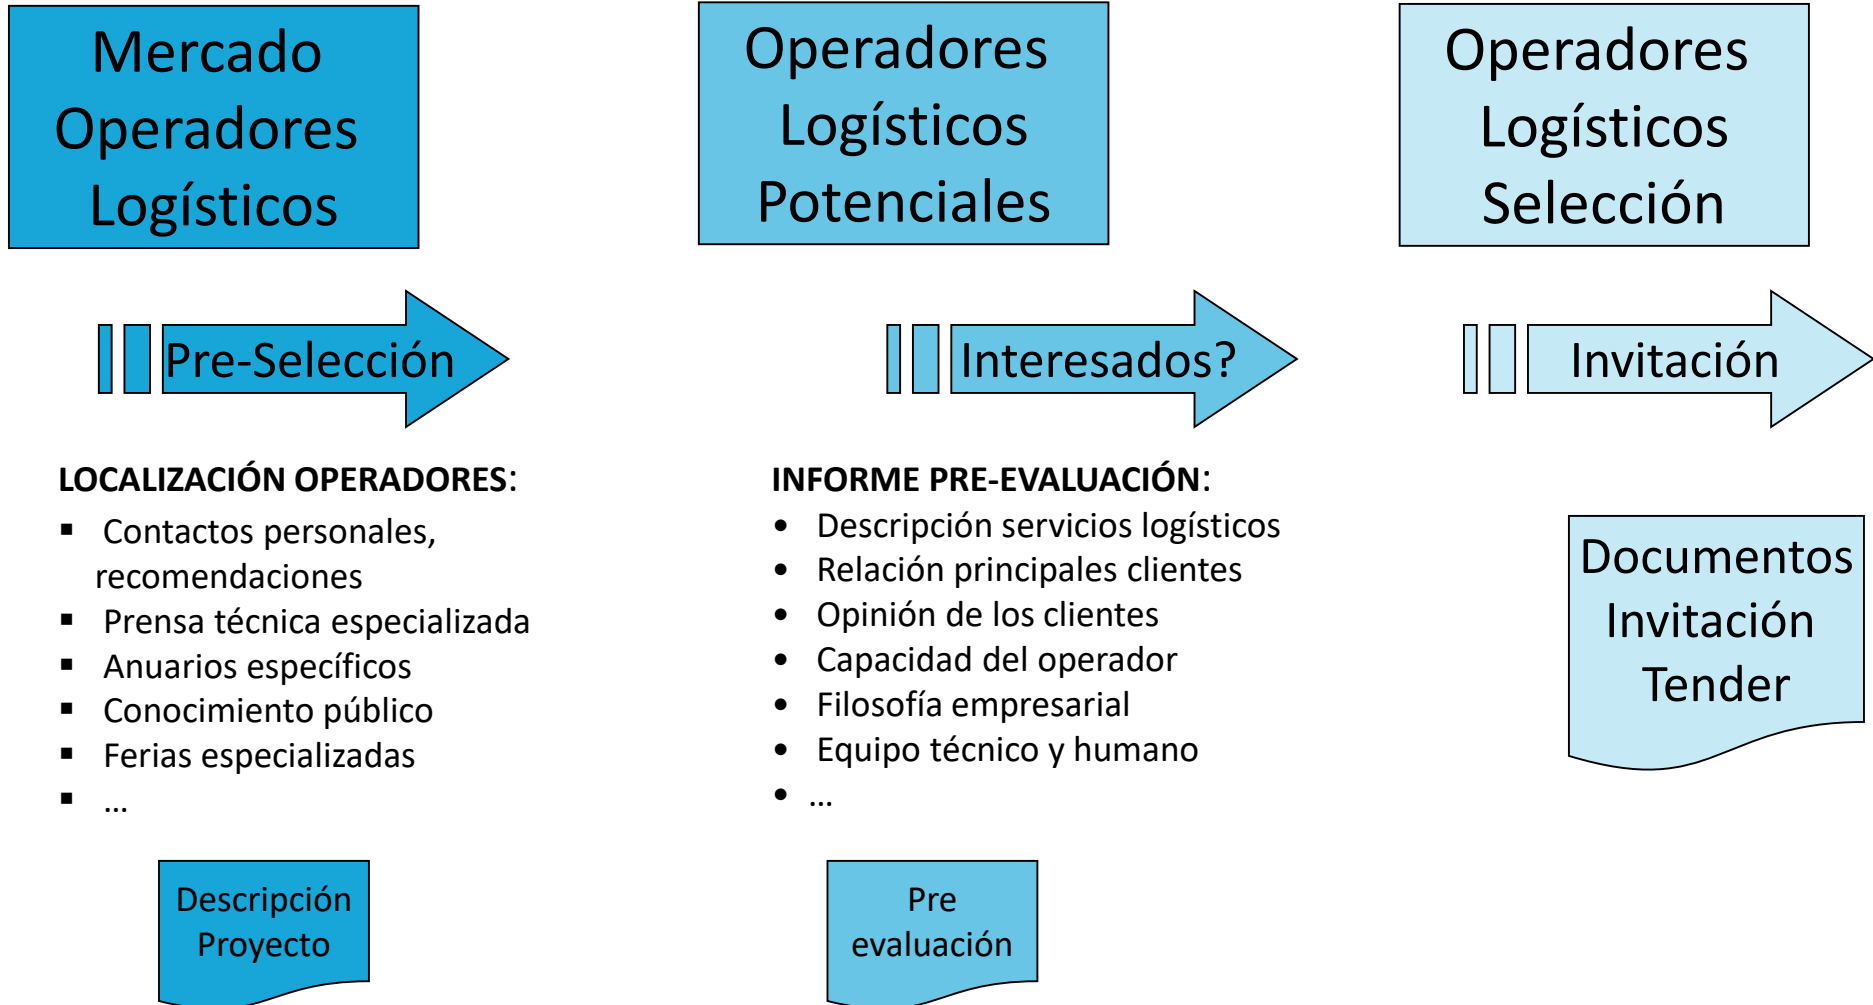 Mercado
Operadores
Logísticos
Operadores
Logísticos
Potenciales
Operadores
Logísticos
Selección
Pre-Selección
Interesados?
Invitación
LOCALIZACIÓN OPERADORES:
▪ Contactos personales,
recomendaciones
▪ Prensa técnica especializada
▪ Anuarios específicos
▪ Conocimiento público
▪ Ferias especializadas
▪ ...
INFORME PRE-EVALUACIÓN:
• Descripción servicios logísticos
• Relación principales clientes
• Opinión de los clientes
• Capacidad del operador
• Filosofía empresarial
• Equipo técnico y humano
• ...
Documentos
Invitación
Tender
Descripción
Proyecto
Pre
evaluación